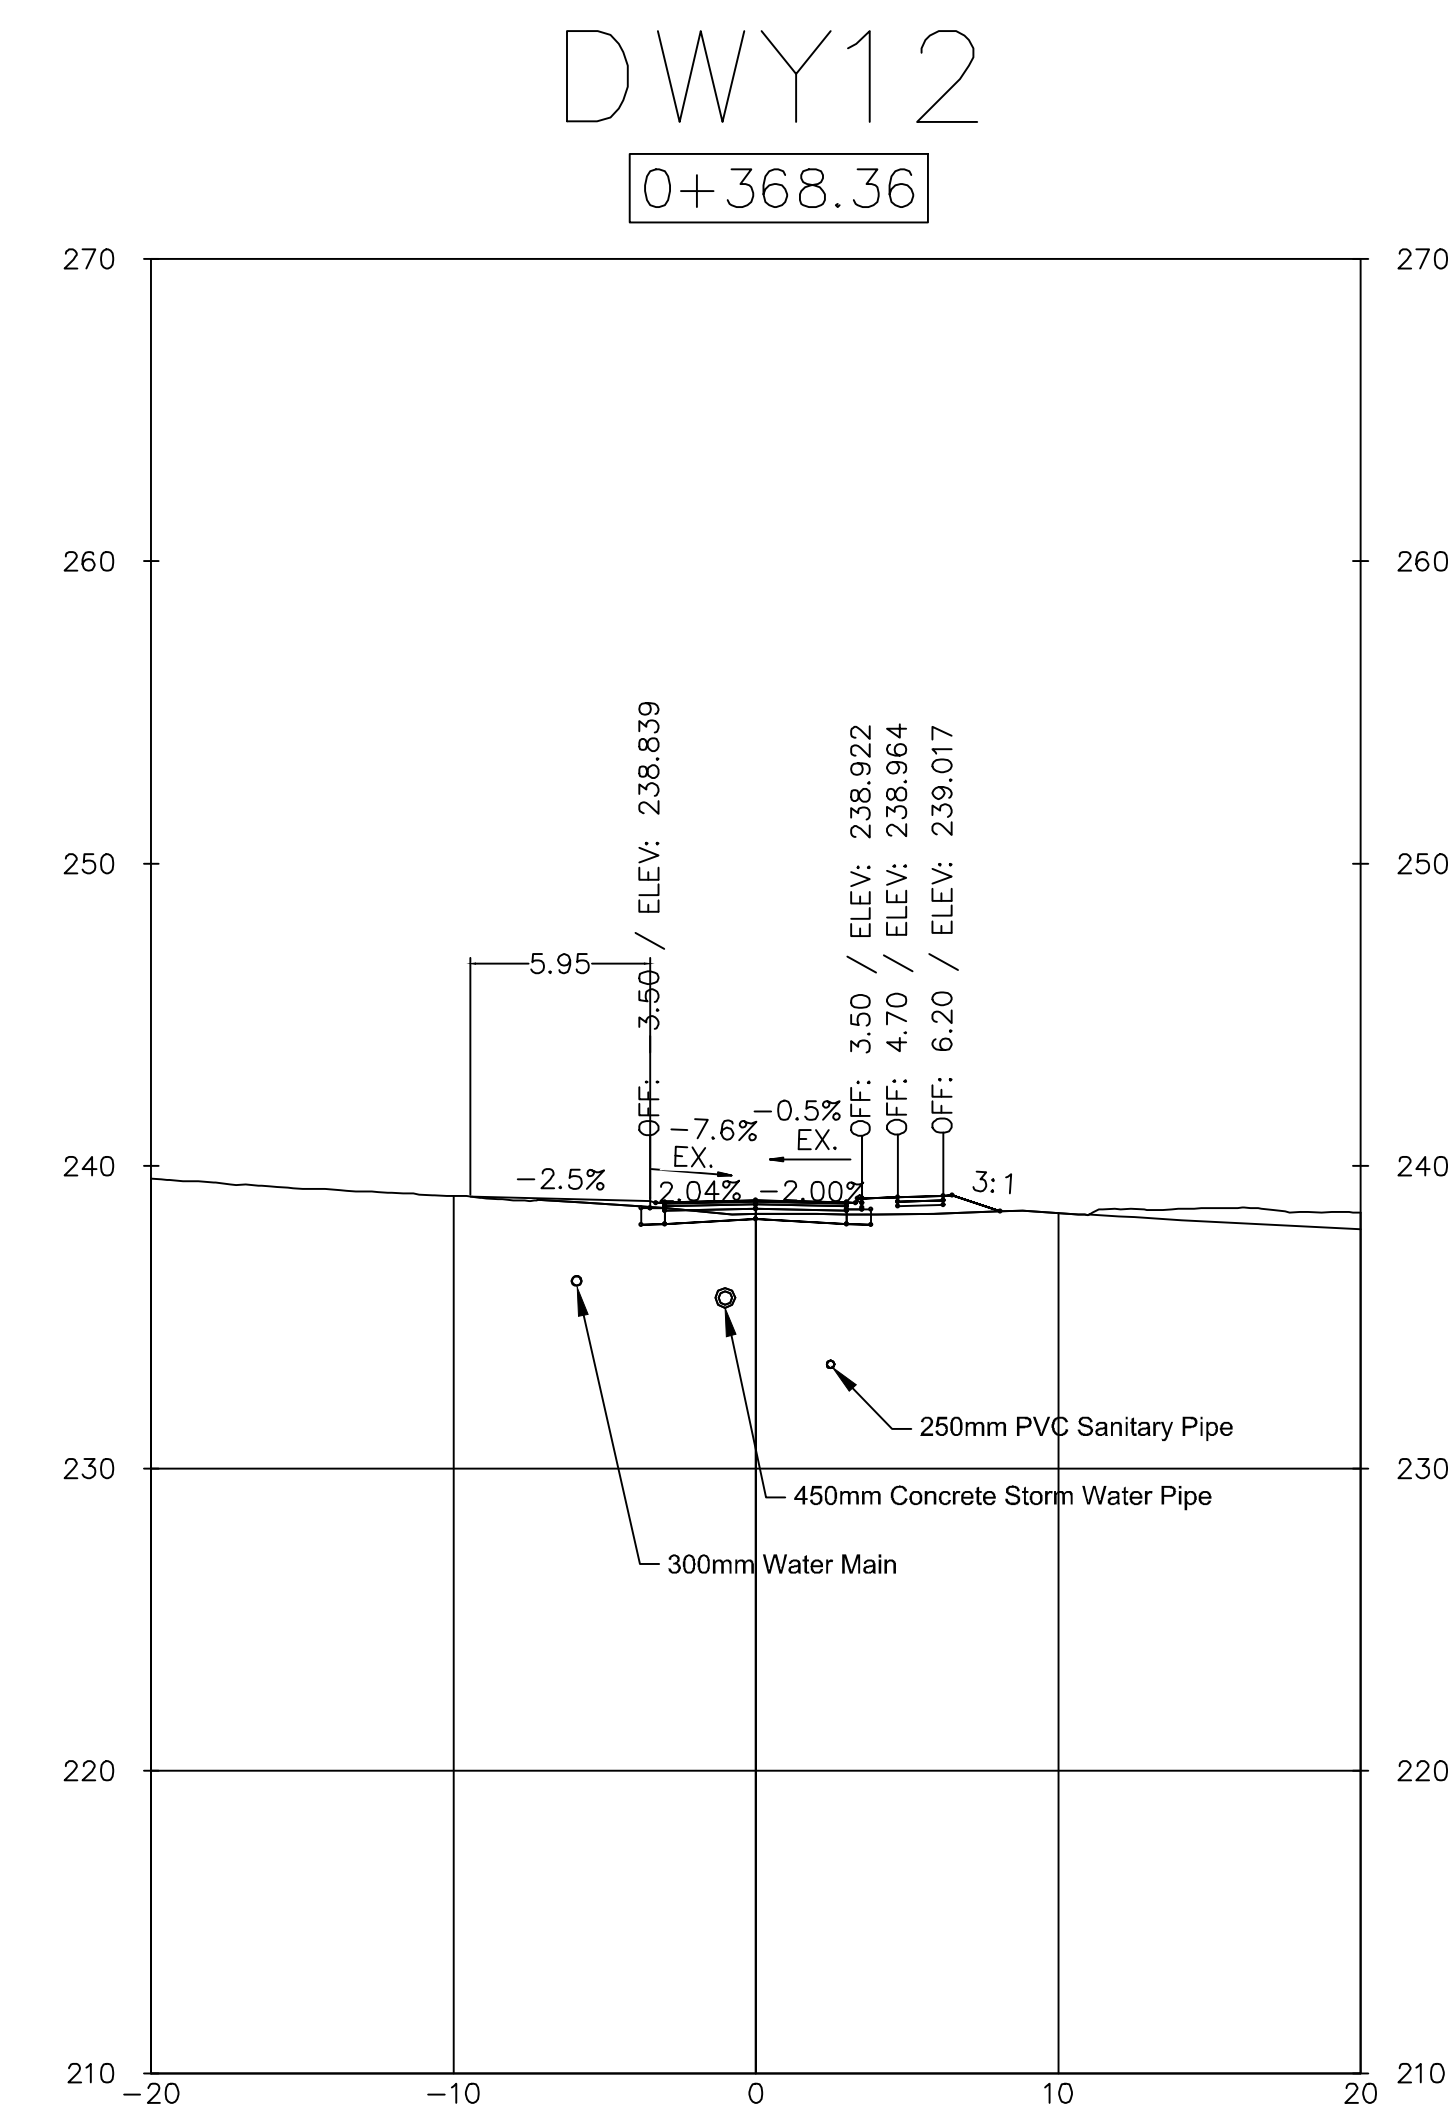 DWY12
0+368.36
270 270
260 260
250 250
240 240
230 230
220 220
210 210
OFF: -3.50 / ELEV: 238.839
OFF: 3.50 / ELEV: 238.922
OFF: 4.70 / ELEV: 238.964
OFF: 6.20 / ELEV: 239.017
5.95
-0.5%
EX.
-7.6%
EX.
-2.5%
2.04%
-2.00%
3:1
250mm PVC Sanitary Pipe
450mm Concrete Storm Water Pipe
300mm Water Main
-20 -10 0 10 20